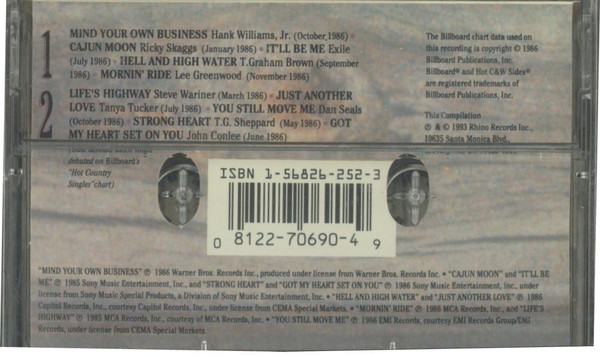 1
MIND YOUR OWN BUSINESS Hank Williams, Jr. (October, 1986) •
CAJUN MOON Ricky Skaggs (January 1986) • IT'LL BE ME Exile
(July 1986) • HELL AND HIGH WATER T. Graham Brown (September
1986) • MORNIN' RIDE Lee Greenwood (November 1986)
2
LIFE'S HIGHWAY Steve Wariner (March 1986) • JUST ANOTHER
LOVE Tanya Tucker (July 1986) • YOU STILL MOVE ME Dan Seals
(October 1986) • STRONG HEART T.G. Sheppard (May 1986) • GOT
MY HEART SET ON YOU John Conlee (June 1986)
debuted on Billboard's
"Hot Country
Singles" chart)
The Billboard chart data used on
this recording is copyright © 1986
Billboard Publications, Inc.
Billboard® and Hot C&W Sides®
are registered trademarks of
Billboard Publications, Inc.
This Compilation
℗ & © 1993 Rhino Records Inc.,
10635 Santa Monica Blvd.,
ISBN 1-56826-252-3
0 8122-70690-4 9
"MIND YOUR OWN BUSINESS" ℗ 1986 Warner Bros. Records Inc., produced under license from Warner Bros. Records Inc. • "CAJUN MOON" and "IT'LL BE
ME" ℗ 1985 Sony Music Entertainment, Inc., and "STRONG HEART" and "GOT MY HEART SET ON YOU" ℗ 1986 Sony Music Entertainment, Inc., under
license from Sony Music Special Products, a Division of Sony Music Entertainment, Inc. • "HELL AND HIGH WATER" and "JUST ANOTHER LOVE" ℗ 1986
Capitol Records, Inc., courtesy Capitol Records, Inc., under license from CEMA Special Markets. • "MORNIN' RIDE" ℗ 1986 MCA Records, Inc., and "LIFE'S
HIGHWAY" ℗ 1985 MCA Records, Inc., courtesy of MCA Records, Inc. • "YOU STILL MOVE ME" ℗ 1986 EMI Records, courtesy EMI Records Group/EMI
Records, under license from CEMA Special Markets.